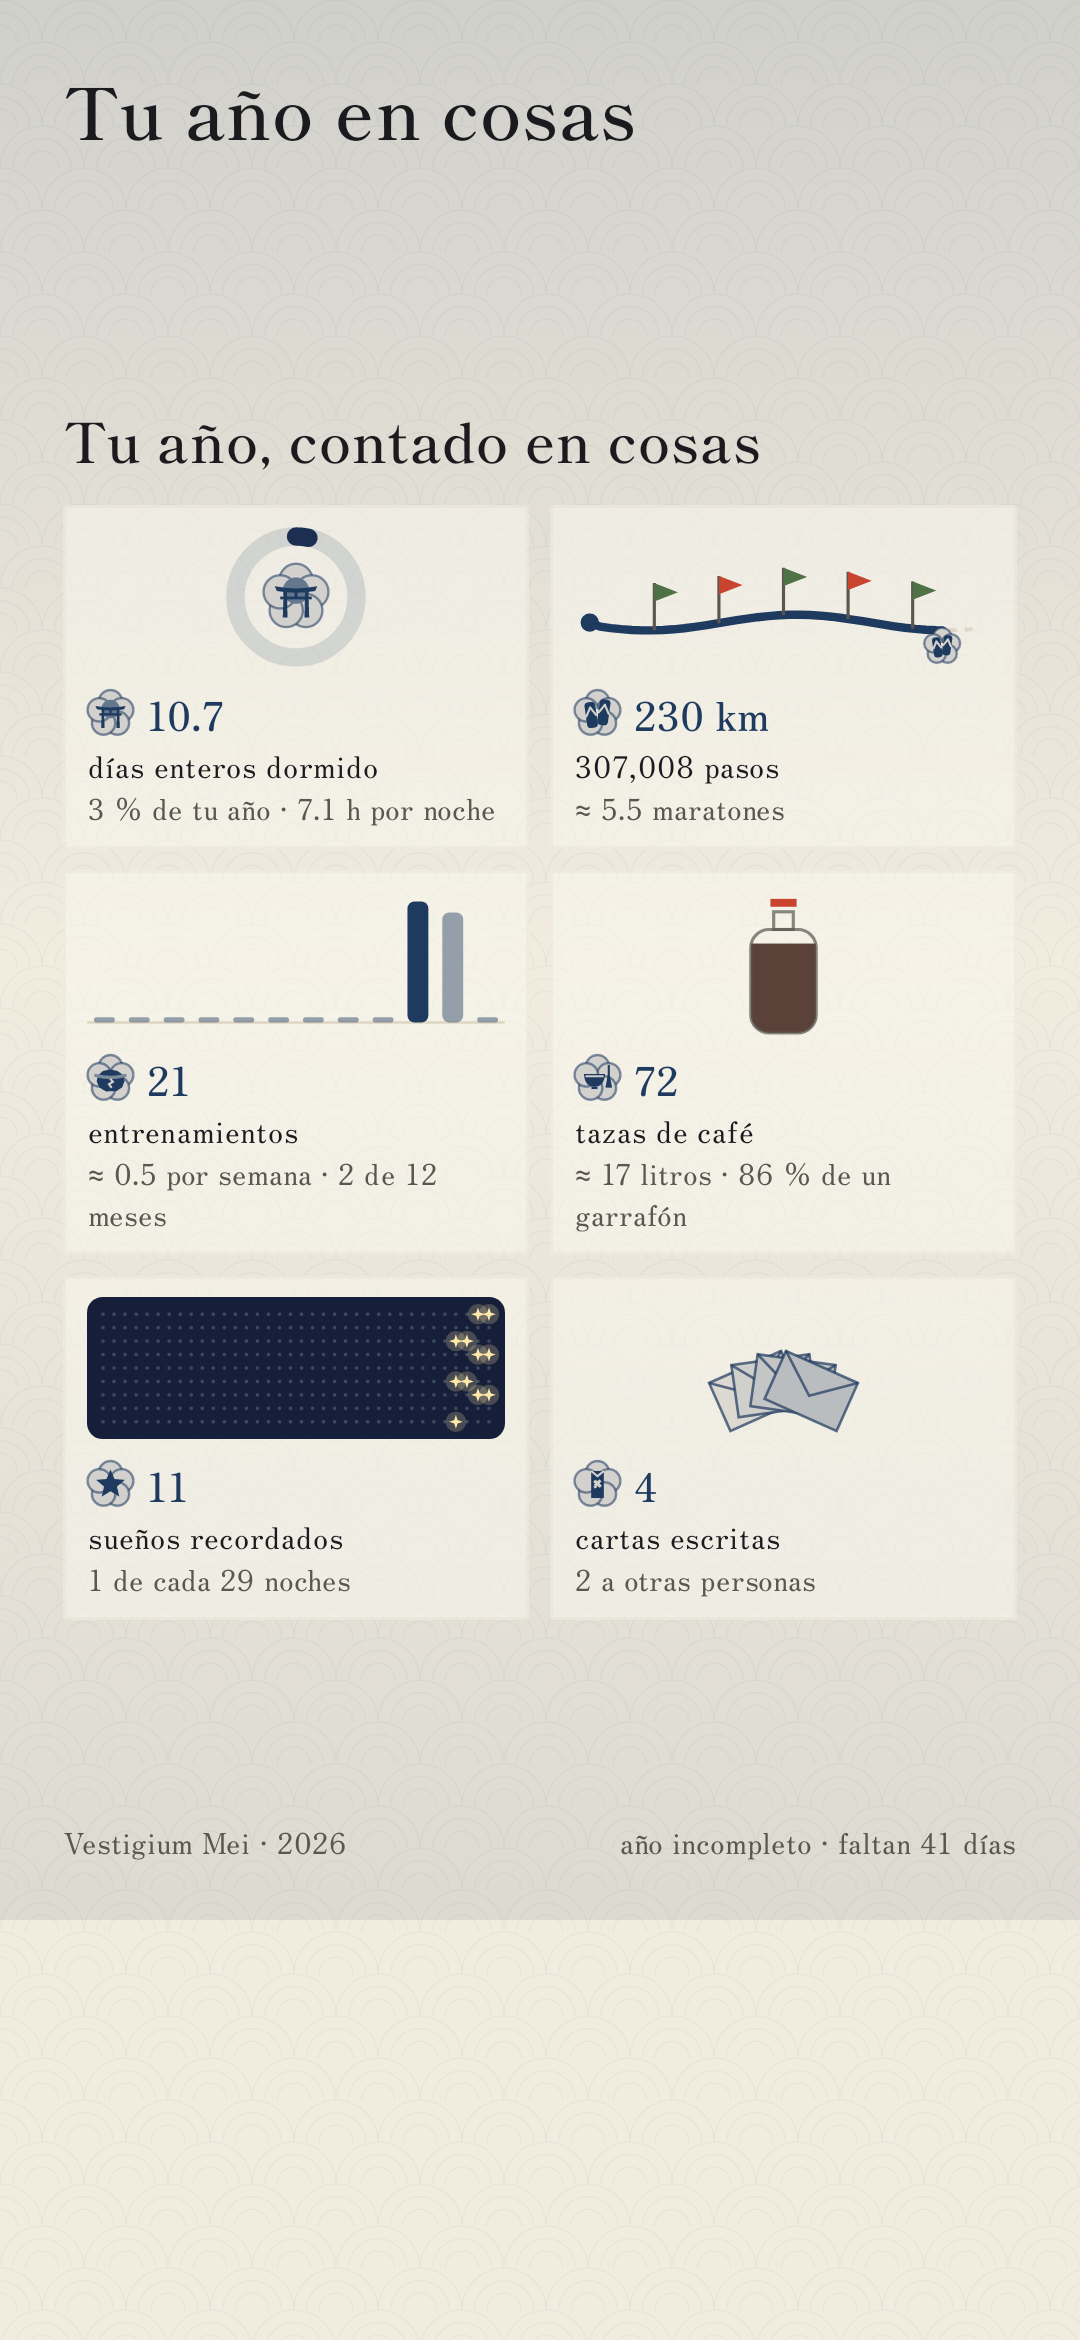 Tu año en cosas
Tu año, contado en cosas
10.7
días enteros dormido
3 % de tu año · 7.1 h por noche
230 km
307,008 pasos
≈ 5.5 maratones
21
entrenamientos
≈ 0.5 por semana · 2 de 12
meses
72
tazas de café
≈ 17 litros · 86 % de un
garrafón
11
sueños recordados
1 de cada 29 noches
4
cartas escritas
2 a otras personas
Vestigium Mei · 2026
año incompleto · faltan 41 días